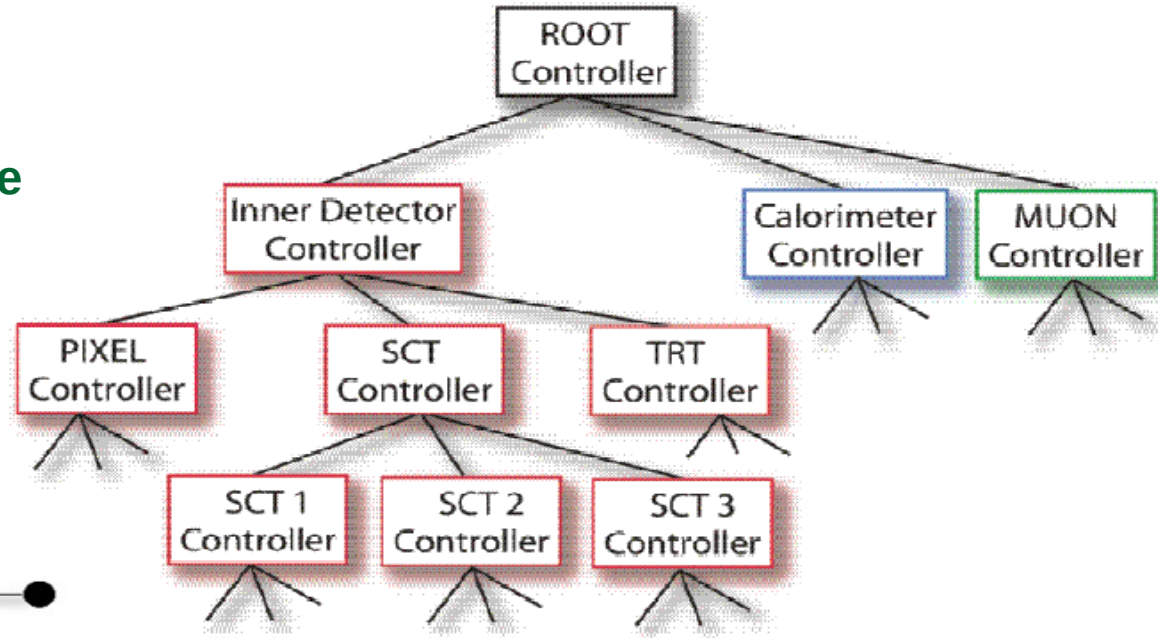 ROOT
Controller
e
Inner Detector
Controller
Calorimeter
Controller
MUON
Controller
PIXEL
Controller
SCT
Controller
TRT
Controller
SCT 1
Controller
SCT 2
Controller
SCT 3
Controller